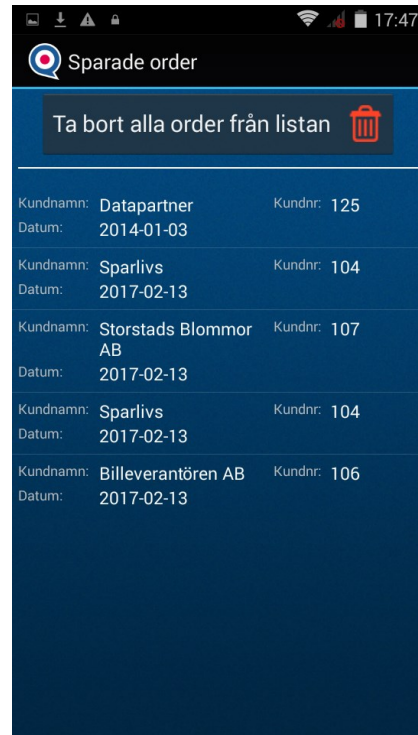 17:47
Sparade order
Ta bort alla order från listan
Kundnamn: Datapartner Kundnr: 125
Datum: 2014-01-03
Kundnamn: Sparlivs Kundnr: 104
Datum: 2017-02-13
Kundnamn: Storstads Blommor Kundnr: 107
AB
Datum: 2017-02-13
Kundnamn: Sparlivs Kundnr: 104
Datum: 2017-02-13
Kundnamn: Billeverantören AB Kundnr: 106
Datum: 2017-02-13